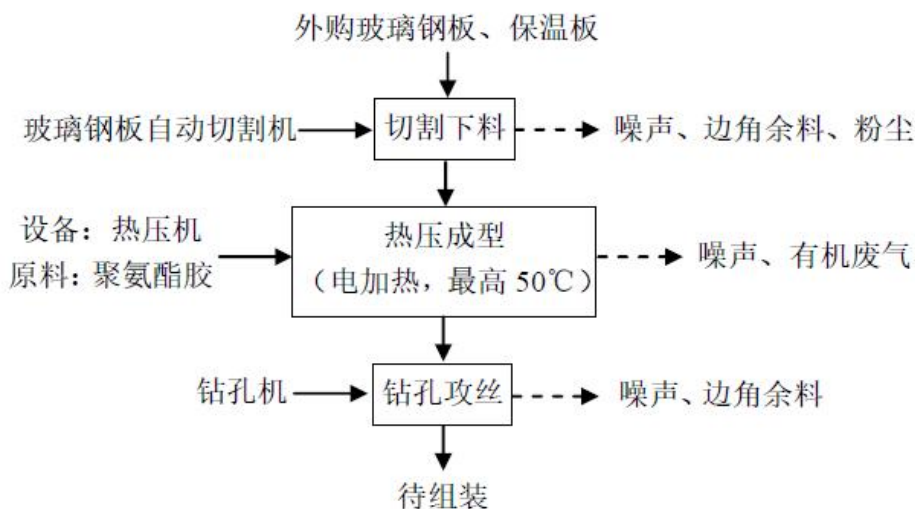 外购玻璃钢板、保温板
玻璃钢板自动切割机
切割下料
噪声、边角余料、粉尘
设备：热压机
原料：聚氨酯胶
热压成型
（电加热，最高50℃）
噪声、有机废气
钻孔机
钻孔攻丝
噪声、边角余料
待组装